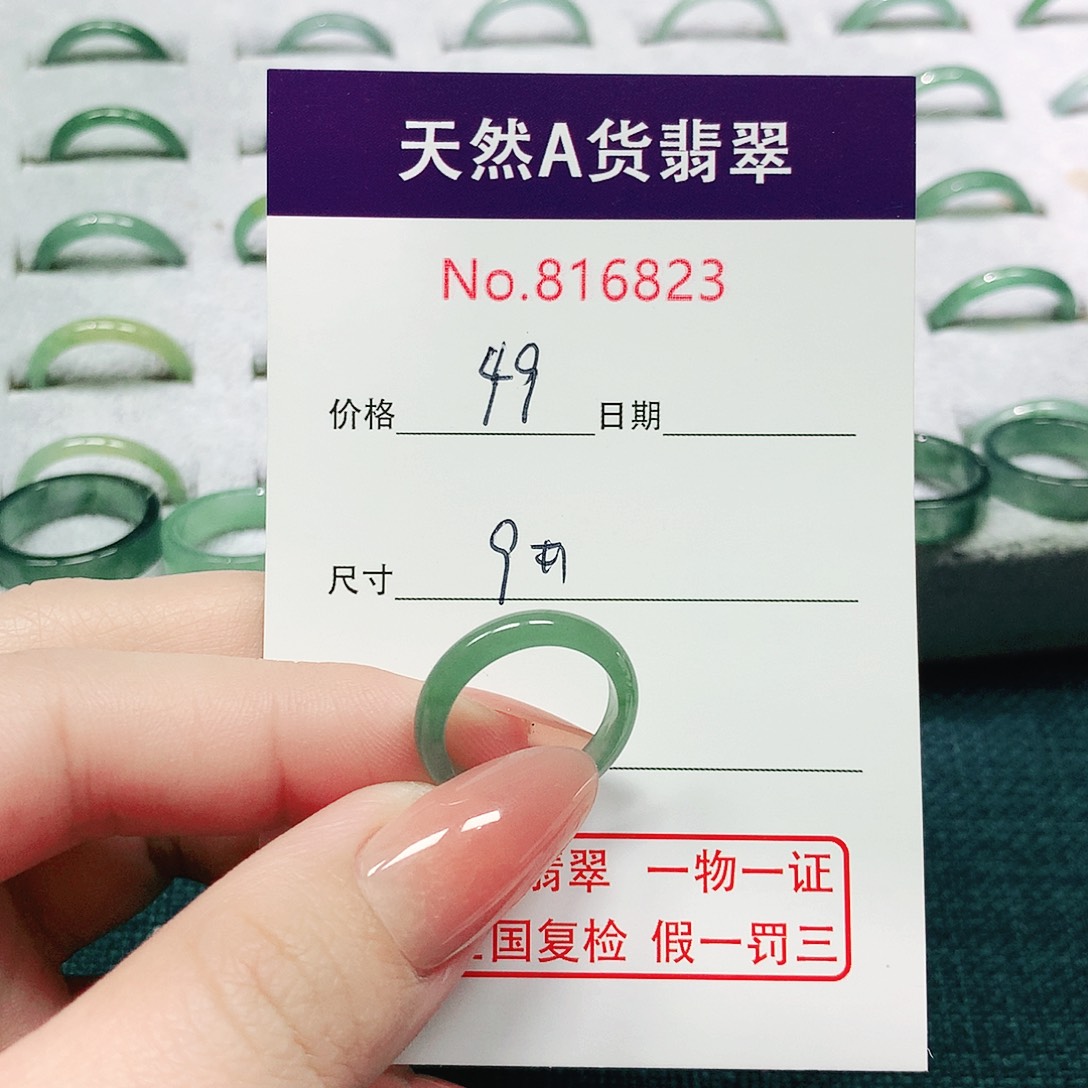 天然A货翡翠
No.816823
价格 49 日期
尺寸 9
翡翠 一物一证
国复检 假一罚三